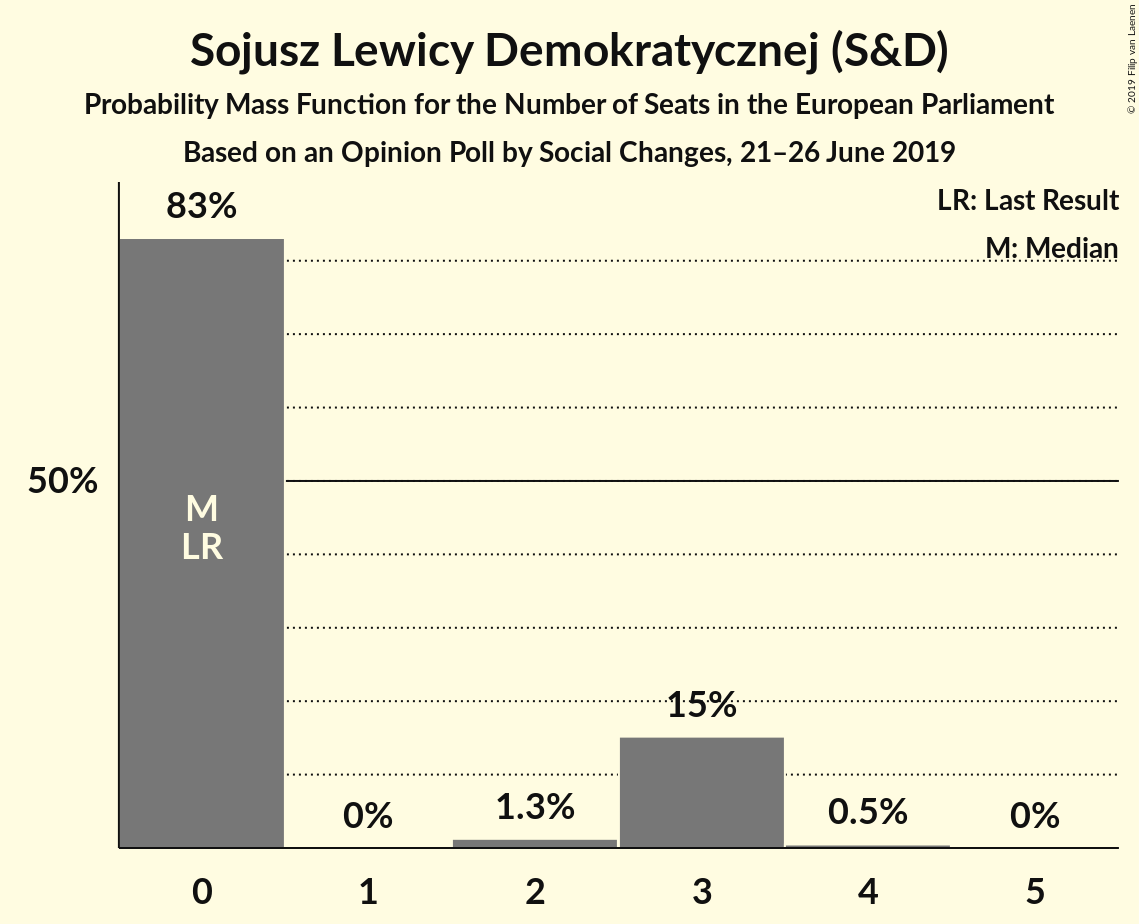 Sojusz Lewicy Demokratycznej (S&D)
Probability Mass Function for the Number of Seats in the European Parliament
Based on an Opinion Poll by Social Changes, 21–26 June 2019
© 2019 Filip van Laenen
LR: Last Result
M: Median
83%
50%
M
LR
0%
1.3%
15%
0.5%
0%
0 1 2 3 4 5